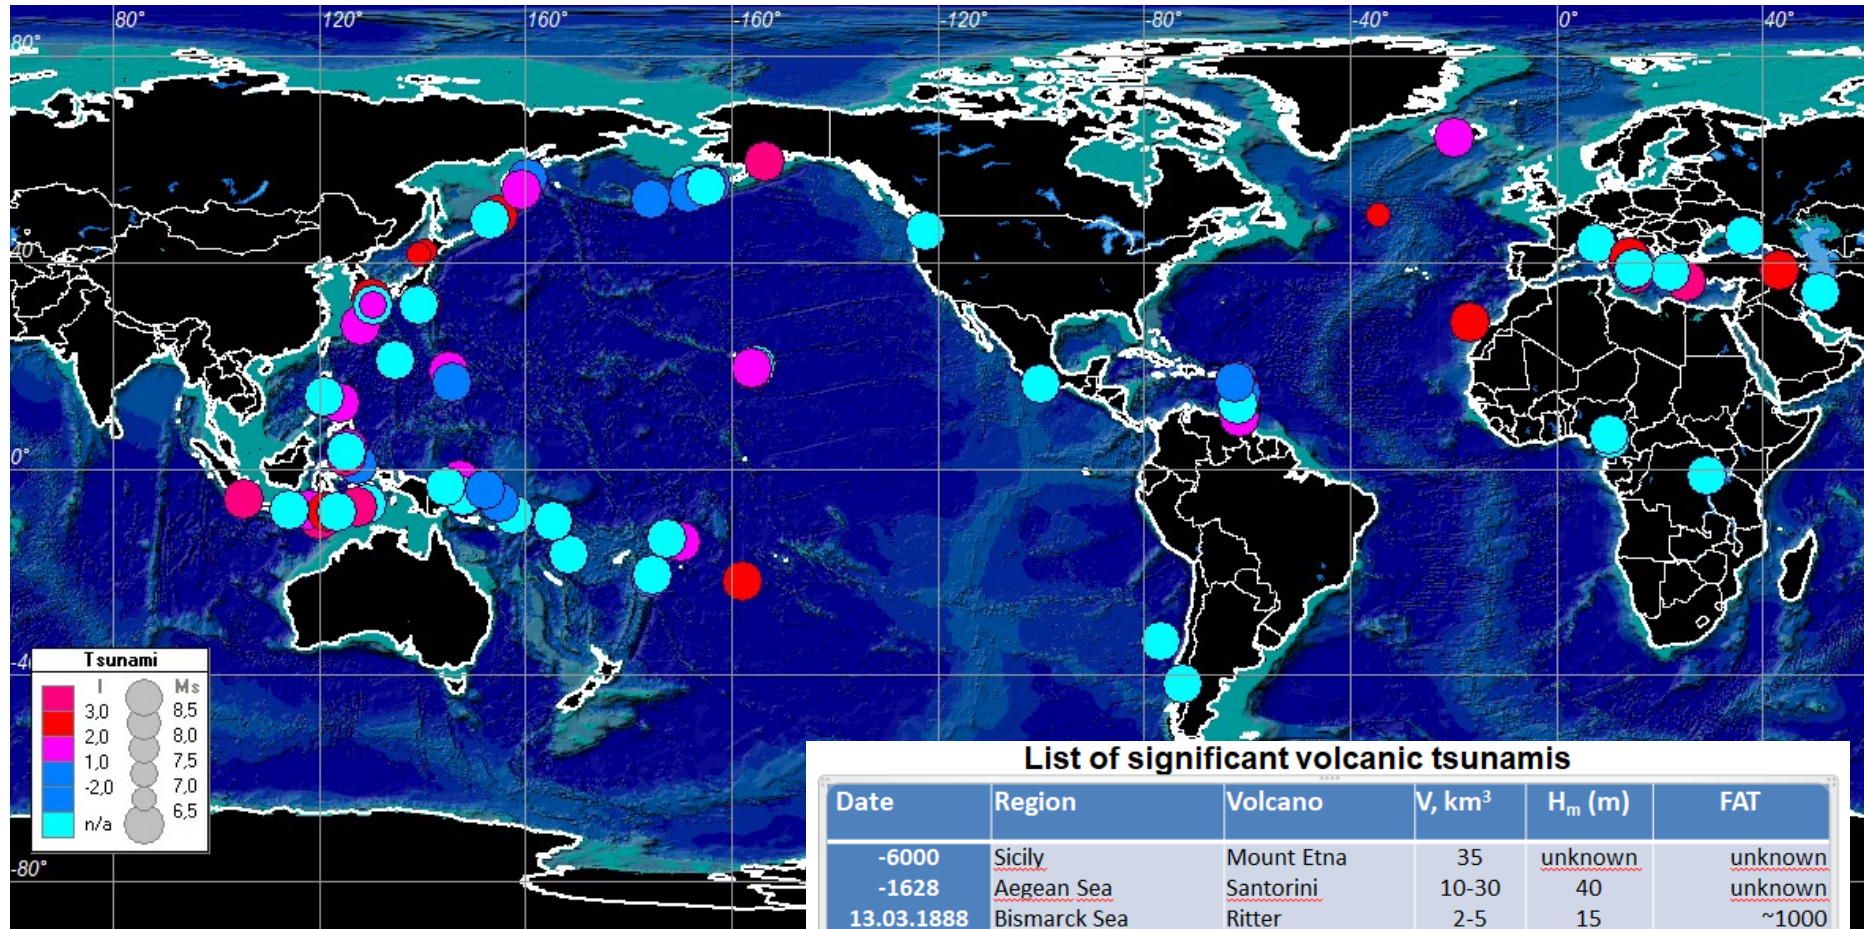 80° 120° 160° -160° -120° -80° -40° 0° 40°
80°
40°
0°
-4
-80°
Tsunami
I Ms
3,0 8,5
2,0 8,0
1,0 7,5
-2,0 7,0
n/a 6,5
List of significant volcanic tsunamis
Date Region Volcano V, km³ Hm (m) FAT
-6000 Sicily Mount Etna 35 unknown unknown
-1628 Aegean Sea Santorini 10-30 40 unknown
13.03.1888 Bismarck Sea Ritter 2-5 15 ~1000